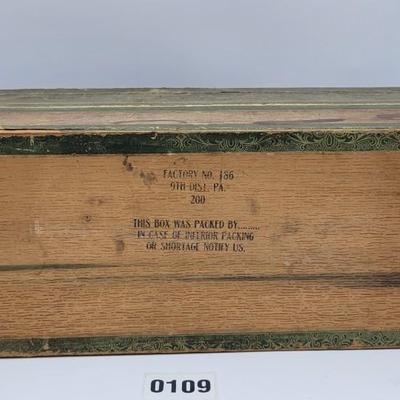 FACTORY NO. 186
9TH DIST. PA.
200
THIS BOX WAS PACKED BY.........
IN CASE OF INFERIOR PACKING
OR SHORTAGE NOTIFY US.
0109